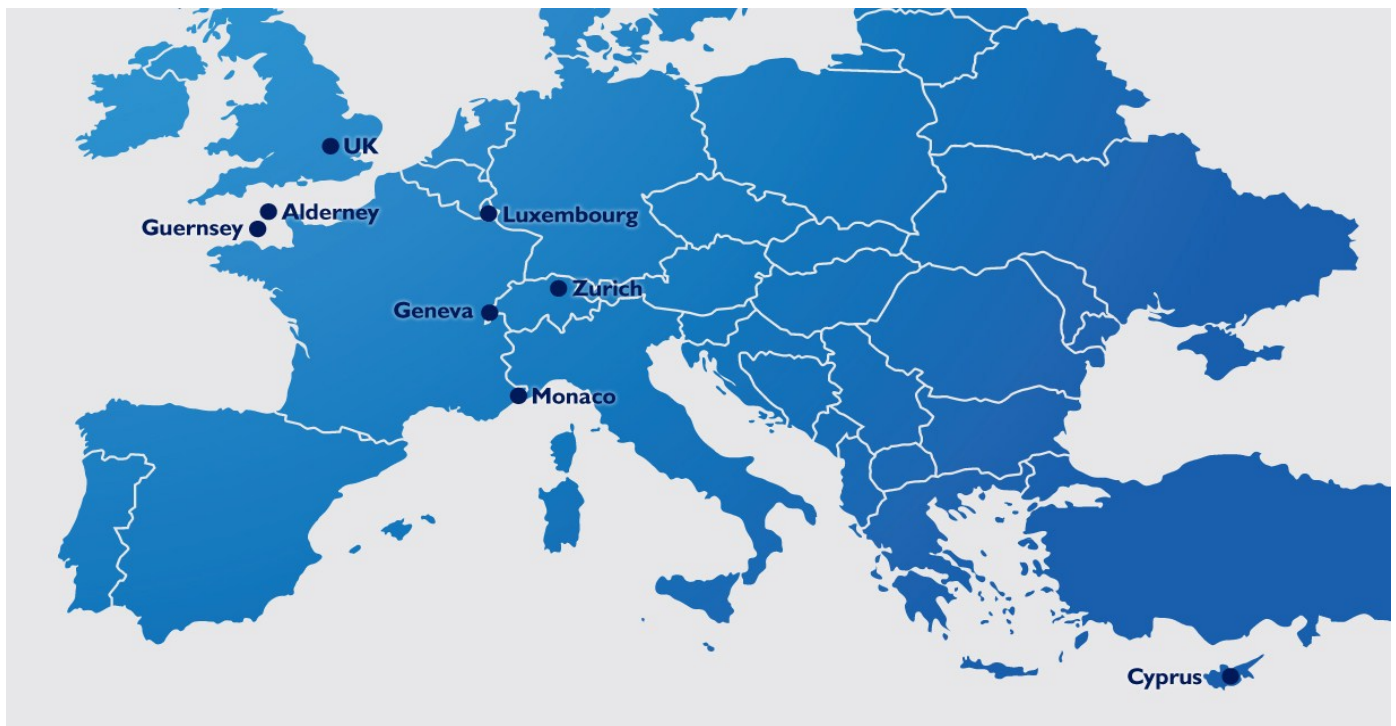 UK
Alderney
Guernsey
Luxembourg
Zurich
Geneva
Monaco
Cyprus